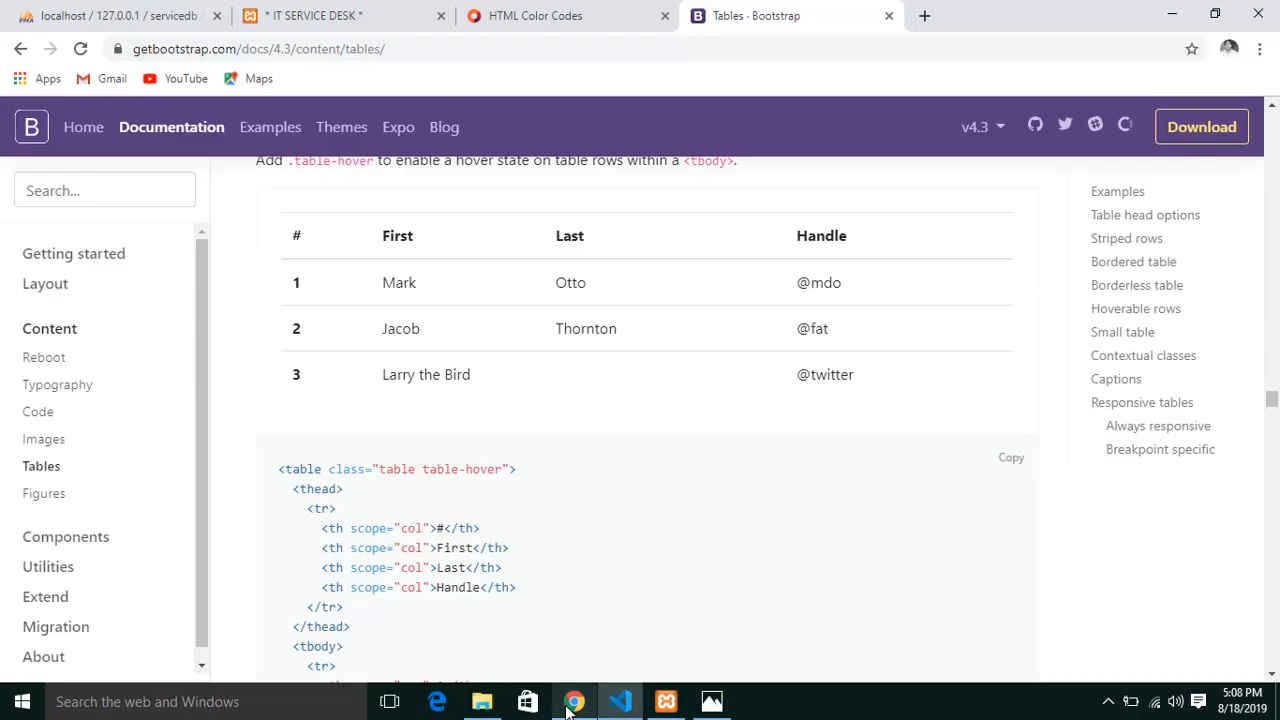 localhost / 127.0.0.1 / servicedb
* IT SERVICE DESK *
HTML Color Codes
Tables · Bootstrap
getbootstrap.com/docs/4.3/content/tables/
Apps
Gmail
YouTube
Maps
B
Home
Documentation
Examples
Themes
Expo
Blog
v4.3
Download
Add .table-hover to enable a hover state on table rows within a <tbody>.
Search...
Getting started
Layout
Content
Reboot
Typography
Code
Images
Tables
Figures
Components
Utilities
Extend
Migration
About
# First Last Handle
1 Mark Otto @mdo
2 Jacob Thornton @fat
3 Larry the Bird @twitter
Copy
<table class="table table-hover">
<thead>
<tr>
<th scope="col">#</th>
<th scope="col">First</th>
<th scope="col">Last</th>
<th scope="col">Handle</th>
</tr>
</thead>
<tbody>
<tr>
Examples
Table head options
Striped rows
Bordered table
Borderless table
Hoverable rows
Small table
Contextual classes
Captions
Responsive tables
Always responsive
Breakpoint specific
Search the web and Windows
5:08 PM
8/18/2019